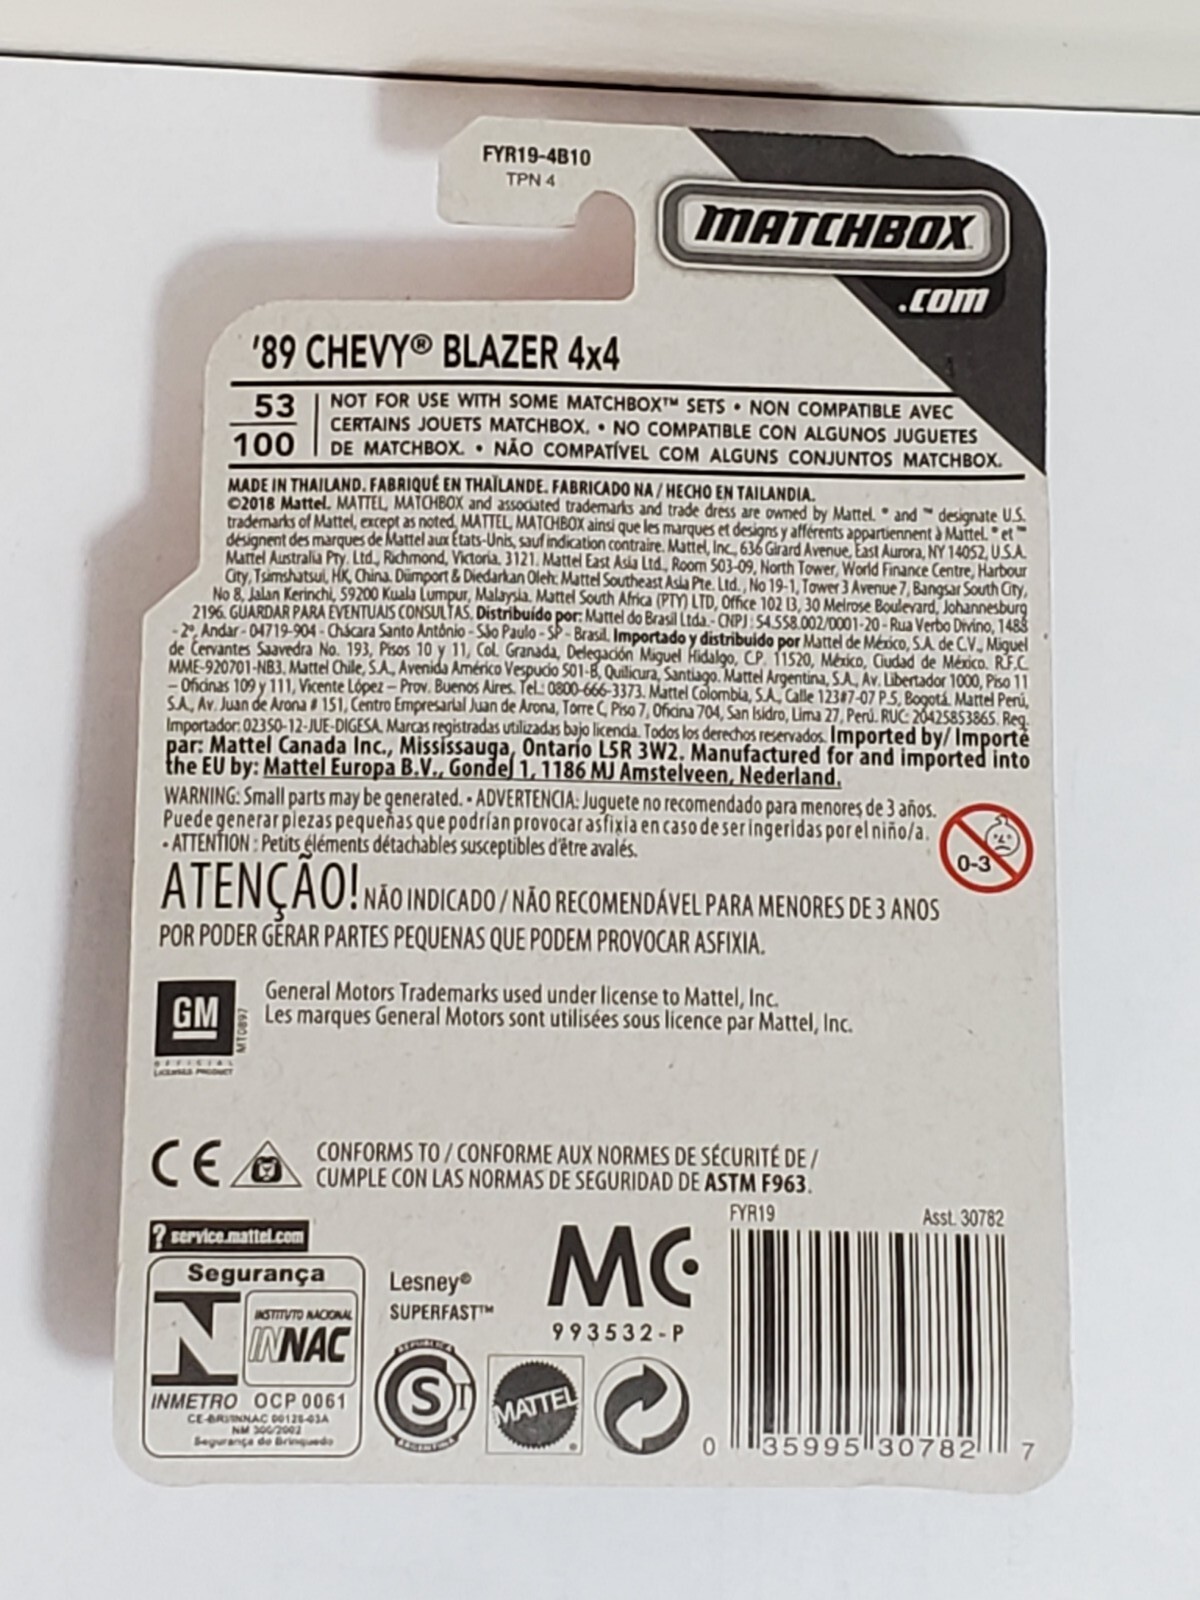 FYR19-4B10
TPN 4
MATCHBOX
.com
'89 CHEVY® BLAZER 4x4
53
100
NOT FOR USE WITH SOME MATCHBOX™ SETS • NON COMPATIBLE AVEC
CERTAINS JOUETS MATCHBOX. • NO COMPATIBLE CON ALGUNOS JUGUETES
DE MATCHBOX. • NÃO COMPATÍVEL COM ALGUNS CONJUNTOS MATCHBOX.
MADE IN THAILAND. FABRIQUÉ EN THAÏLANDE. FABRICADO NA / HECHO EN TAILANDIA.
©2018 Mattel. MATTEL, MATCHBOX and associated trademarks and trade dress are owned by Mattel. ® and ™ designate U.S.
trademarks of Mattel, except as noted. MATTEL, MATCHBOX ainsi que les marques et designs y afférents appartiennent à Mattel. ® et ™
désignent des marques de Mattel aux États-Unis, sauf indication contraire. Mattel, Inc., 636 Girard Avenue, East Aurora, NY 14052, U.S.A.
Mattel Australia Pty. Ltd., Richmond, Victoria. 3121. Mattel East Asia Ltd., Room 503-09, North Tower, World Finance Centre, Harbour
City, Tsimshatsui, HK, China. Diimport & Diedarkan Oleh: Mattel Southeast Asia Pte. Ltd., No 19-1, Tower 3 Avenue 7, Bangsar South City,
No 8, Jalan Kerinchi, 59200 Kuala Lumpur, Malaysia. Mattel South Africa (PTY) LTD, Office 102 I3, 30 Melrose Boulevard, Johannesburg
2196. GUARDAR PARA EVENTUAIS CONSULTAS. Distribuído por: Mattel do Brasil Ltda.- CNPJ : 54.558.002/0001-20 - Rua Verbo Divino, 1488
- 2º. Andar - 04719-904 - Chácara Santo Antônio - São Paulo - SP - Brasil. Importado y distribuido por Mattel de México, S.A. de C.V., Miguel
de Cervantes Saavedra No. 193, Pisos 10 y 11, Col. Granada, Delegación Miguel Hidalgo, C.P. 11520, México, Ciudad de México. R.F.C.
MME-920701-NB3. Mattel Chile, S.A., Avenida Américo Vespucio 501-B, Quilicura, Santiago. Mattel Argentina, S.A., Av. Libertador 1000, Piso 11
– Oficinas 109 y 111, Vicente López – Prov. Buenos Aires. Tel.: 0800-666-3373. Mattel Colombia, S.A., Calle 123#7-07 P.5, Bogotá. Mattel Perú,
S.A., Av. Juan de Arona # 151, Centro Empresarial Juan de Arona, Torre C, Piso 7, Oficina 704, San Isidro, Lima 27, Perú. RUC: 20425853865. Reg.
Importador: 02350-12-JUE-DIGESA. Marcas registradas utilizadas bajo licencia. Todos los derechos reservados. Imported by/ Importé
par: Mattel Canada Inc., Mississauga, Ontario L5R 3W2. Manufactured for and imported into
the EU by: Mattel Europa B.V., Gondel 1, 1186 MJ Amstelveen, Nederland.
WARNING: Small parts may be generated. • ADVERTENCIA: Juguete no recomendado para menores de 3 años.
Puede generar piezas pequeñas que podrían provocar asfixia en caso de ser ingeridas por el niño/a.
• ATTENTION : Petits éléments détachables susceptibles d'être avalés.
0-3
ATENÇÃO! NÃO INDICADO / NÃO RECOMENDÁVEL PARA MENORES DE 3 ANOS
POR PODER GERAR PARTES PEQUENAS QUE PODEM PROVOCAR ASFIXIA.
GM
MT0897
OFFICIAL
LICENSED PRODUCT
General Motors Trademarks used under license to Mattel, Inc.
Les marques General Motors sont utilisées sous licence par Mattel, Inc.
CE
CONFORMS TO / CONFORME AUX NORMES DE SÉCURITÉ DE /
CUMPLE CON LAS NORMAS DE SEGURIDAD DE ASTM F963.
? service.mattel.com
Segurança
INSTITUTO NACIONAL
INNAC
INMETRO OCP 0061
CE-BRI/INNAC 00126-03A
NM 300/2002
Segurança do Brinquedo
Lesney®
SUPERFAST™
MC
993532-P
REPUBLICA
S
ARGENTINA
MATTEL
FYR19
Asst. 30782
0 35995 30782 7